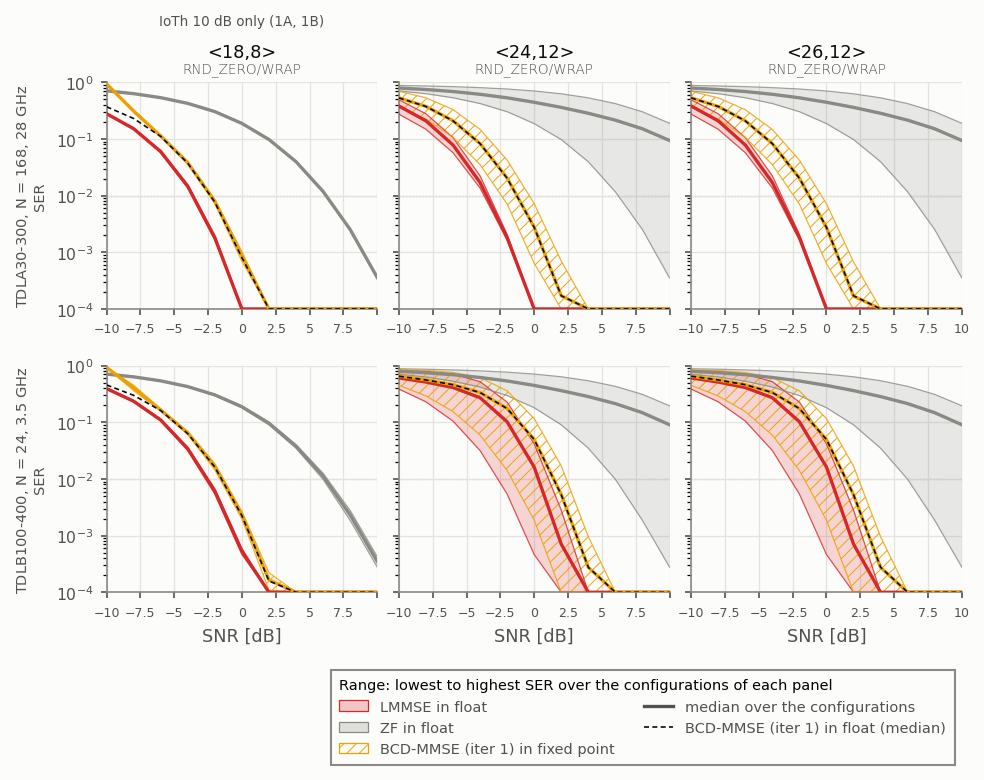 IoTh 10 dB only (1A, 1B)
<18,8>
RND_ZERO/WRAP
<24,12>
RND_ZERO/WRAP
<26,12>
RND_ZERO/WRAP
TDLA30-300, N = 168, 28 GHz
SER
10⁰
10⁻¹
10⁻²
10⁻³
10⁻⁴
−10 −7.5 −5 −2.5 0 2.5 5 7.5
−10 −7.5 −5 −2.5 0 2.5 5 7.5
−10 −7.5 −5 −2.5 0 2.5 5 7.5 10
TDLB100-400, N = 24, 3.5 GHz
SER
10⁰
10⁻¹
10⁻²
10⁻³
10⁻⁴
−10 −7.5 −5 −2.5 0 2.5 5 7.5
−10 −7.5 −5 −2.5 0 2.5 5 7.5
−10 −7.5 −5 −2.5 0 2.5 5 7.5 10
SNR [dB]
SNR [dB]
SNR [dB]
Range: lowest to highest SER over the configurations of each panel
LMMSE in float
ZF in float
BCD-MMSE (iter 1) in fixed point
median over the configurations
BCD-MMSE (iter 1) in float (median)